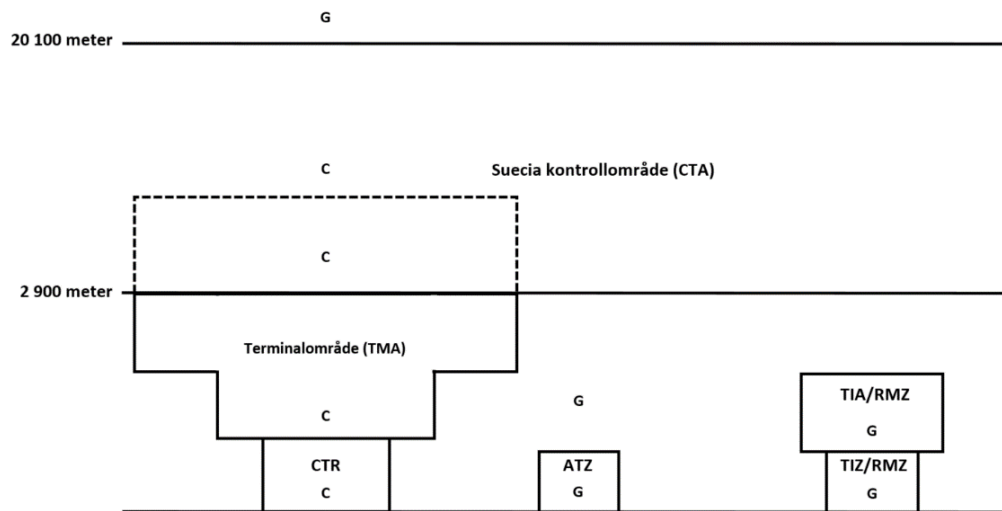 G
20 100 meter
C
Suecia kontrollområde (CTA)
C
2 900 meter
Terminalområde (TMA)
C
G
TIA/RMZ
G
CTR
C
ATZ
G
TIZ/RMZ
G